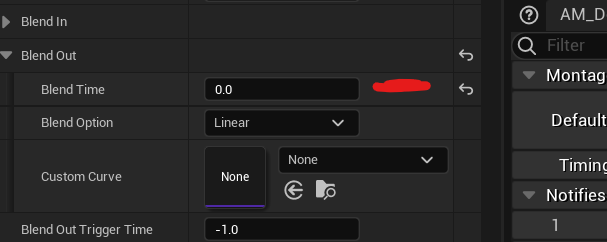 Blend In
Blend Out
Blend Time 0.0
Blend Option Linear
Custom Curve None None
Blend Out Trigger Time -1.0
AM_D
Filter
Montag
Default
Timing
Notifies
1